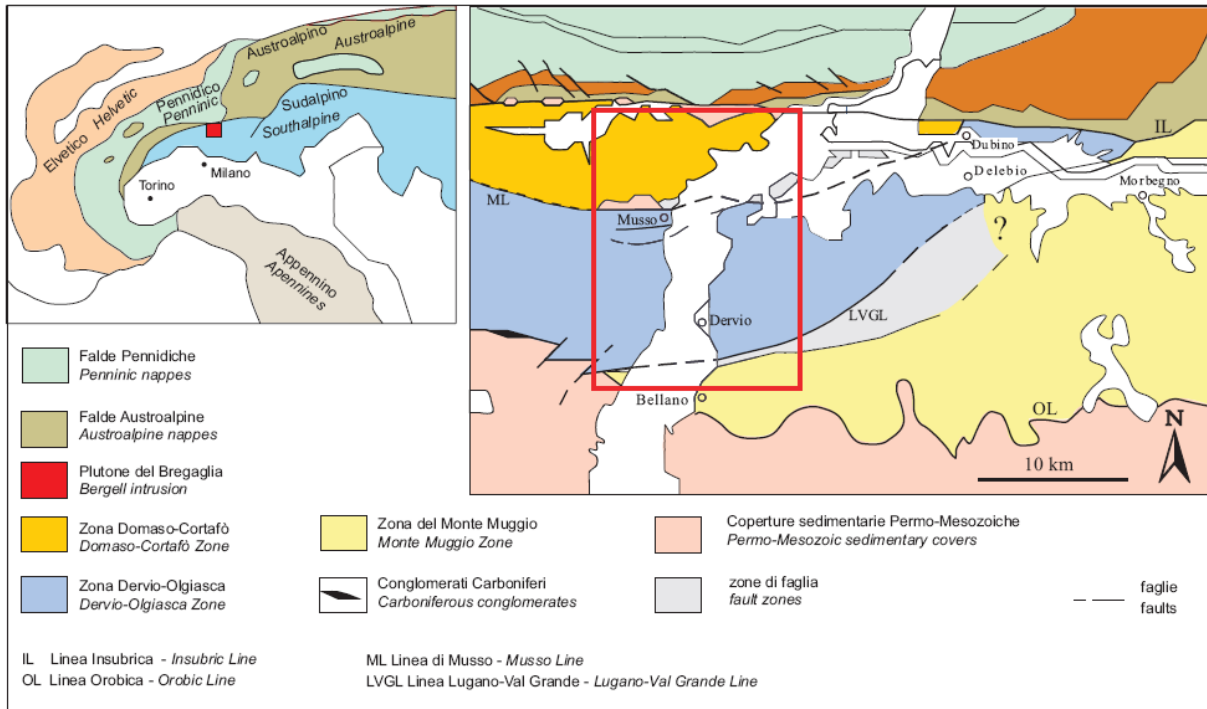 Austroalpino
Austroalpine
Pennidico
Penninic
Helvetic
Elvetico
Sudalpino
Southalpine
Milano
Torino
Appennino
Apennines
IL
Dubino
Delebio
Morbegno
ML
Musso
?
Dervio
LVGL
Bellano
OL
N
10 km
Falde Pennidiche
Penninic nappes
Falde Austroalpine
Austroalpine nappes
Plutone del Bregaglia
Bergell intrusion
Zona Domaso-Cortafò
Domaso-Cortafò Zone
Zona del Monte Muggio
Monte Muggio Zone
Coperture sedimentarie Permo-Mesozoiche
Permo-Mesozoic sedimentary covers
Zona Dervio-Olgiasca
Dervio-Olgiasca Zone
Conglomerati Carboniferi
Carboniferous conglomerates
zone di faglia
fault zones
faglie
faults
IL Linea Insubrica - Insubric Line
ML Linea di Musso - Musso Line
OL Linea Orobica - Orobic Line
LVGL Linea Lugano-Val Grande - Lugano-Val Grande Line